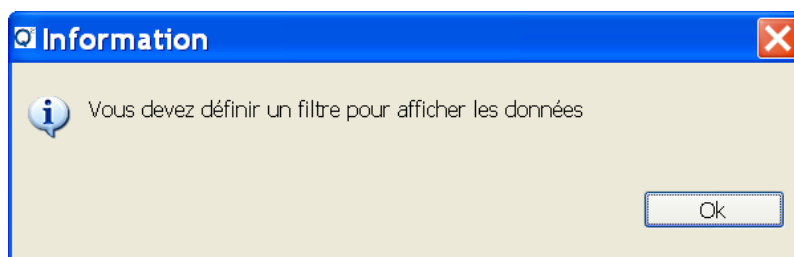 Information
Vous devez définir un filtre pour afficher les données
Ok